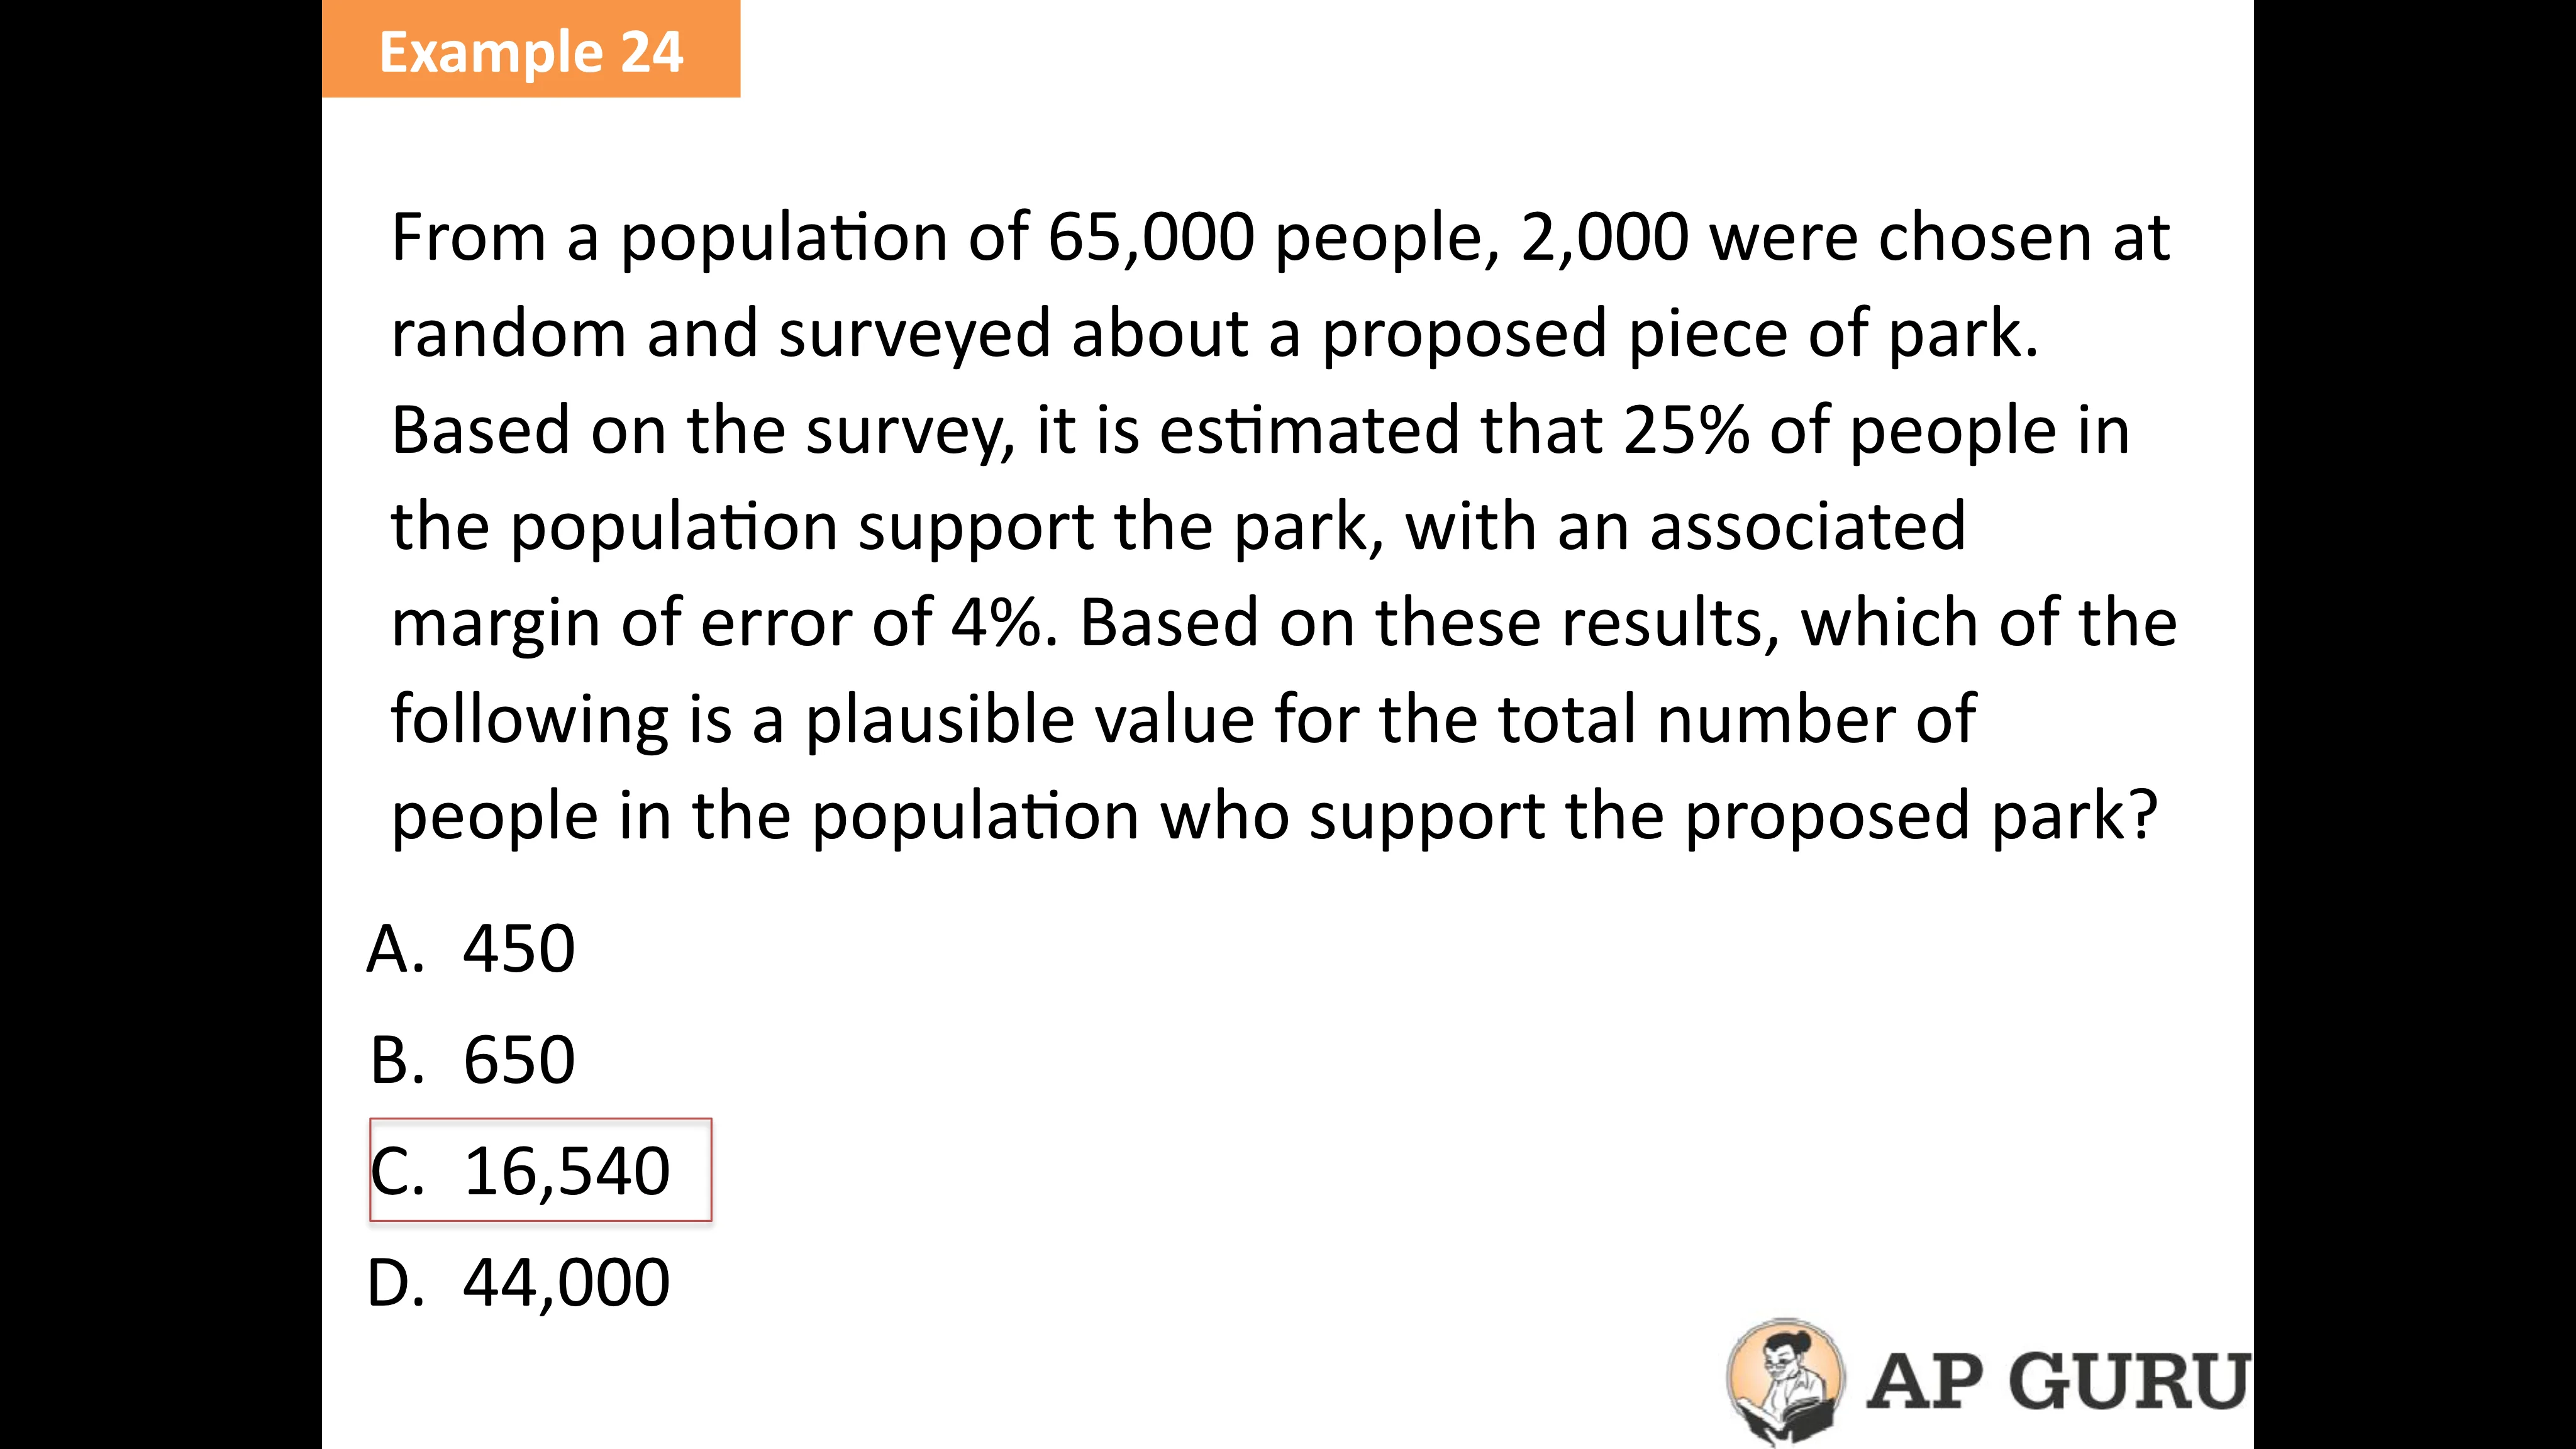 Example 24
From a population of 65,000 people, 2,000 were chosen at
random and surveyed about a proposed piece of park.
Based on the survey, it is estimated that 25% of people in
the population support the park, with an associated
margin of error of 4%. Based on these results, which of the
following is a plausible value for the total number of
people in the population who support the proposed park?
A. 450
B. 650
C. 16,540
D. 44,000
AP GURU